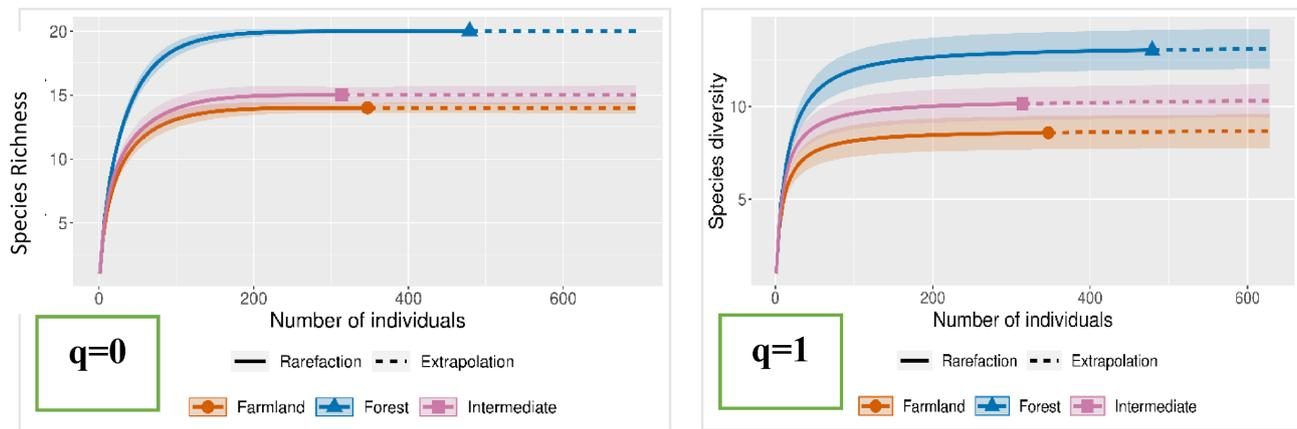 Species Richness
20
15
10
5
0 200 400 600
Number of individuals
q=0
Rarefaction Extrapolation
Farmland Forest Intermediate
Species diversity
10
5
0 200 400 600
Number of individuals
q=1
Rarefaction Extrapolation
Farmland Forest Intermediate